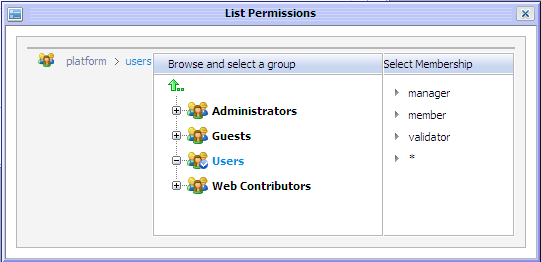 List Permissions
platform > users
Browse and select a group
Select Membership
Administrators
Guests
Users
Web Contributors
manager
member
validator
*